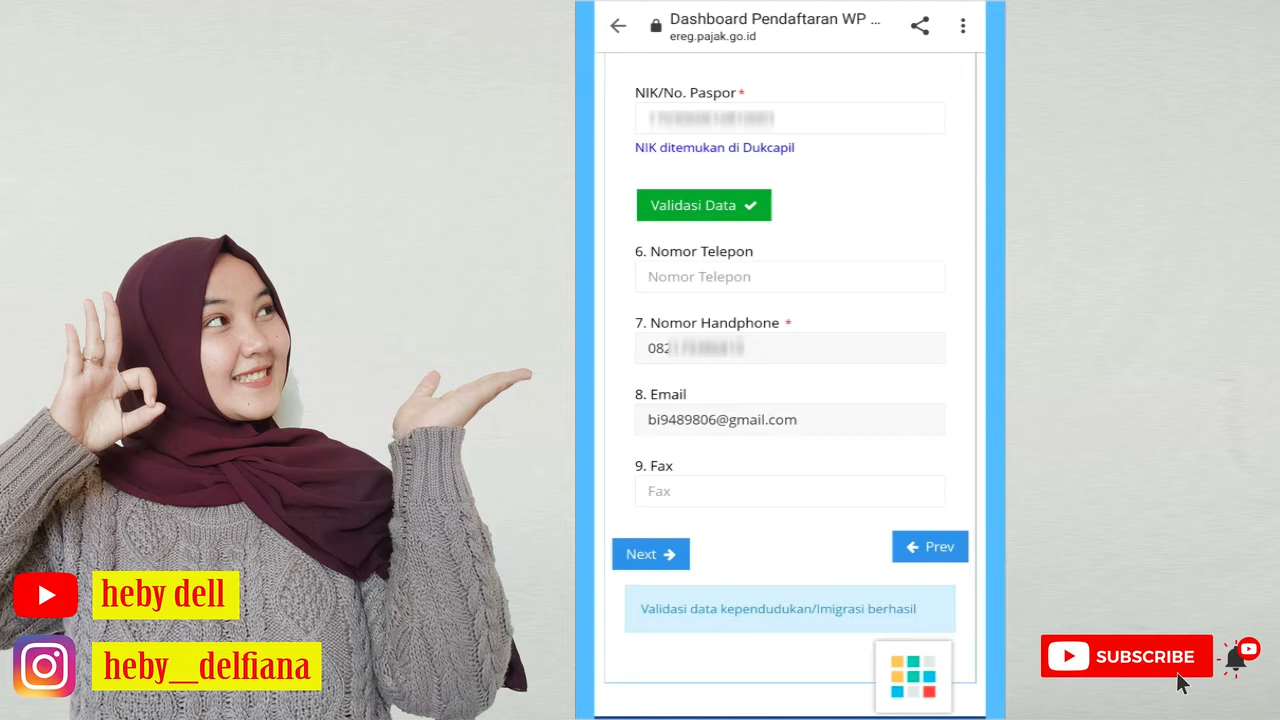 Dashboard Pendaftaran WP ...
ereg.pajak.go.id
NIK/No. Paspor*
NIK ditemukan di Dukcapil
Validasi Data
6. Nomor Telepon
Nomor Telepon
7. Nomor Handphone *
082
8. Email
bi9489806@gmail.com
9. Fax
Fax
Next
Prev
Validasi data kependudukan/Imigrasi berhasil
heby dell
heby__delfiana
SUBSCRIBE